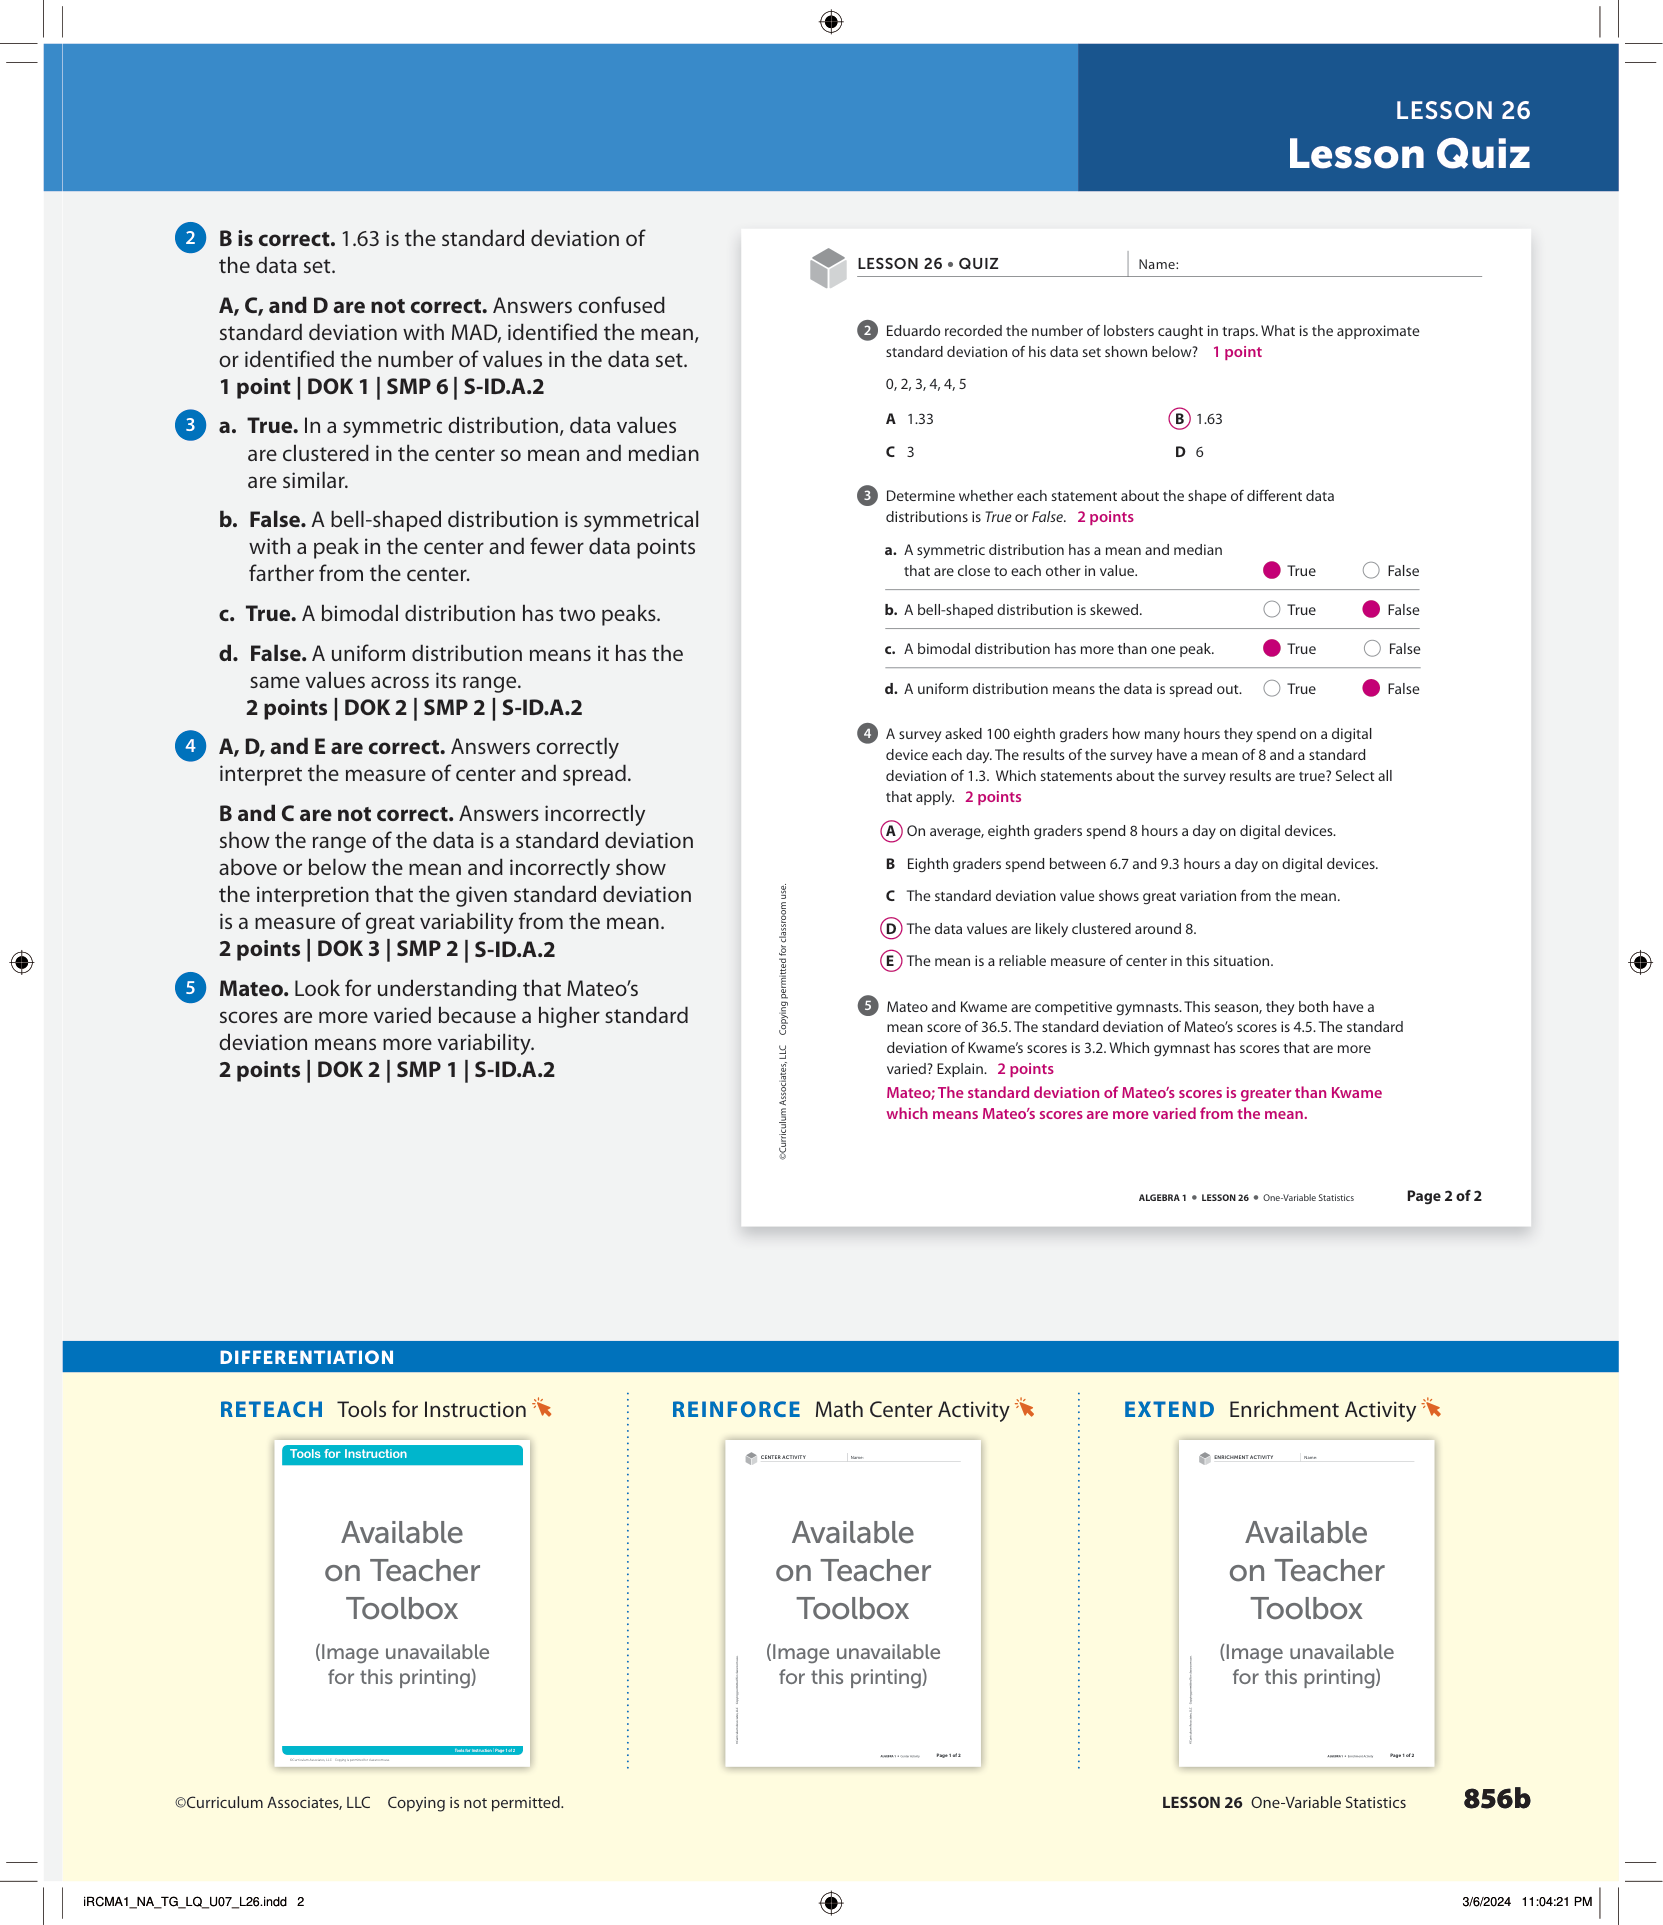 LESSON 26
Lesson Quiz
2 B is correct. 1.63 is the standard deviation of
the data set.
A, C, and D are not correct. Answers confused
standard deviation with MAD, identified the mean,
or identified the number of values in the data set.
1 point | DOK 1 | SMP 6 | S-ID.A.2
3 a. True. In a symmetric distribution, data values
are clustered in the center so mean and median
are similar.
b. False. A bell-shaped distribution is symmetrical
with a peak in the center and fewer data points
farther from the center.
c. True. A bimodal distribution has two peaks.
d. False. A uniform distribution means it has the
same values across its range.
2 points | DOK 2 | SMP 2 | S-ID.A.2
4 A, D, and E are correct. Answers correctly
interpret the measure of center and spread.
B and C are not correct. Answers incorrectly
show the range of the data is a standard deviation
above or below the mean and incorrectly show
the interpretion that the given standard deviation
is a measure of great variability from the mean.
2 points | DOK 3 | SMP 2 | S-ID.A.2
5 Mateo. Look for understanding that Mateo's
scores are more varied because a higher standard
deviation means more variability.
2 points | DOK 2 | SMP 1 | S-ID.A.2
LESSON 26 • QUIZ Name:
2 Eduardo recorded the number of lobsters caught in traps. What is the approximate
standard deviation of his data set shown below? 1 point
0, 2, 3, 4, 4, 5
A 1.33 B 1.63
C 3 D 6
3 Determine whether each statement about the shape of different data
distributions is True or False. 2 points
a. A symmetric distribution has a mean and median
that are close to each other in value. True False
b. A bell-shaped distribution is skewed. True False
c. A bimodal distribution has more than one peak. True False
d. A uniform distribution means the data is spread out. True False
4 A survey asked 100 eighth graders how many hours they spend on a digital
device each day. The results of the survey have a mean of 8 and a standard
deviation of 1.3. Which statements about the survey results are true? Select all
that apply. 2 points
A On average, eighth graders spend 8 hours a day on digital devices.
B Eighth graders spend between 6.7 and 9.3 hours a day on digital devices.
C The standard deviation value shows great variation from the mean.
D The data values are likely clustered around 8.
E The mean is a reliable measure of center in this situation.
5 Mateo and Kwame are competitive gymnasts. This season, they both have a
mean score of 36.5. The standard deviation of Mateo's scores is 4.5. The standard
deviation of Kwame's scores is 3.2. Which gymnast has scores that are more
varied? Explain. 2 points
Mateo; The standard deviation of Mateo's scores is greater than Kwame
which means Mateo's scores are more varied from the mean.
©Curriculum Associates, LLC Copying permitted for classroom use.
ALGEBRA 1 • LESSON 26 • One-Variable Statistics Page 2 of 2
DIFFERENTIATION
RETEACH Tools for Instruction
Tools for Instruction
Available
on Teacher
Toolbox
(Image unavailable
for this printing)
Tools for Instruction | Page 1 of 2
REINFORCE Math Center Activity
CENTER ACTIVITY Name:
Available
on Teacher
Toolbox
(Image unavailable
for this printing)
Page 1 of 2
EXTEND Enrichment Activity
ENRICHMENT ACTIVITY Name:
Available
on Teacher
Toolbox
(Image unavailable
for this printing)
Page 1 of 2
©Curriculum Associates, LLC Copying is not permitted.
LESSON 26 One-Variable Statistics 856b
iRCMA1_NA_TG_LQ_U07_L26.indd 2
3/6/2024 11:04:21 PM